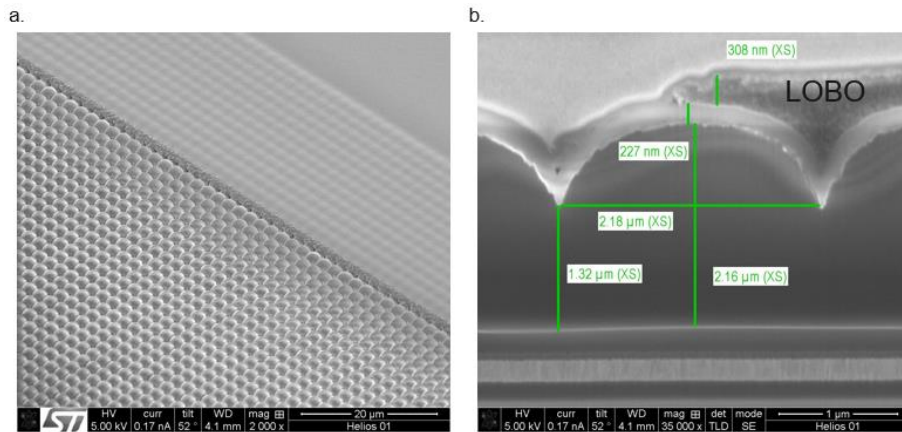 a.
b.
308 nm (XS)
LOBO
227 nm (XS)
2.18 µm (XS)
1.32 µm (XS)
2.16 µm (XS)
ST
HV curr tilt WD mag
5.00 kV 0.17 nA 52 ° 4.1 mm 2 000 x
20 µm
Helios 01
HV curr tilt WD mag det mode
5.00 kV 0.17 nA 52 ° 4.1 mm 35 000 x TLD SE
1 µm
Helios 01